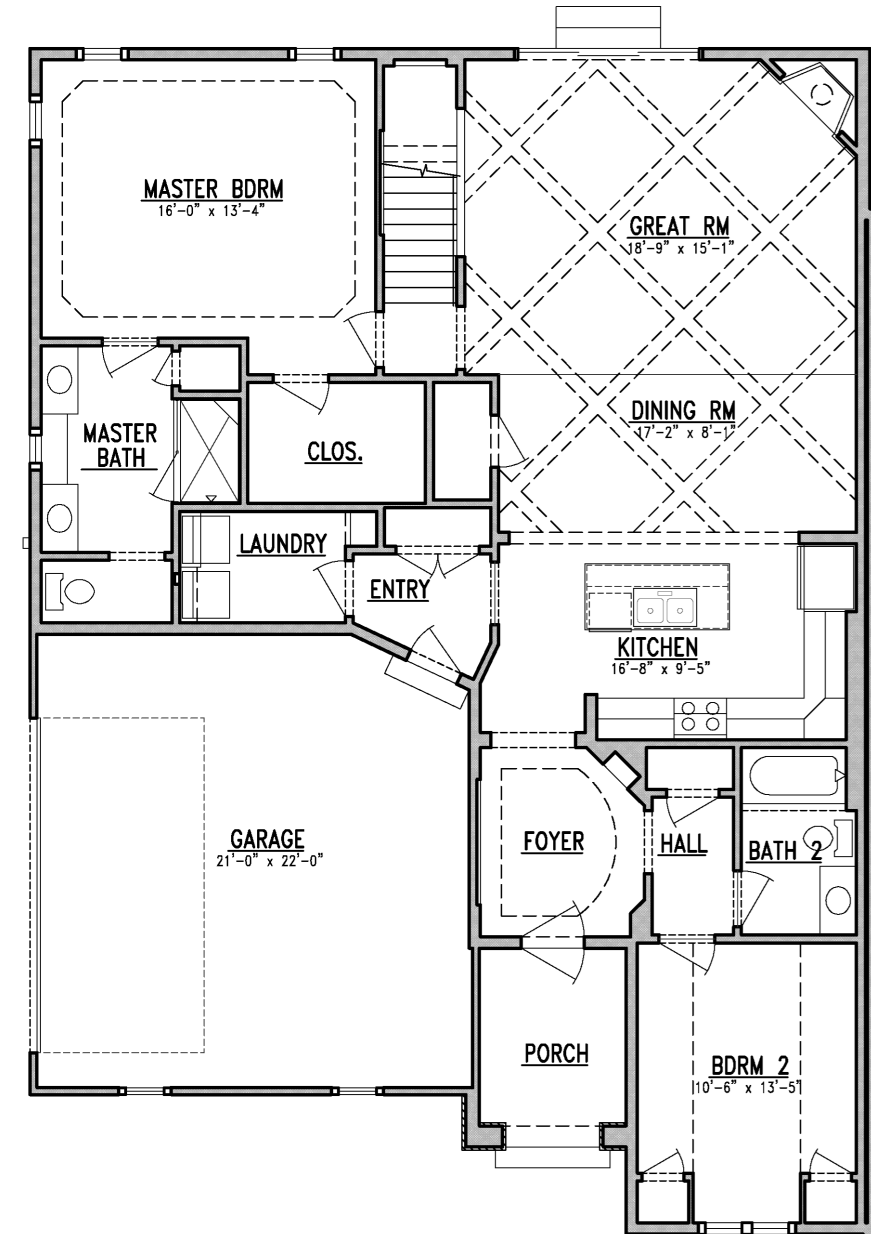 MASTER BDRM
16'-0" x 13'-4"
GREAT RM
18'-9" x 15'-1"
DINING RM
17'-2" x 8'-1"
MASTER
BATH
CLOS.
LAUNDRY
ENTRY
KITCHEN
16'-8" x 9'-5"
GARAGE
21'-0" x 22'-0"
FOYER
HALL
BATH 2
PORCH
BDRM 2
10'-6" x 13'-5"